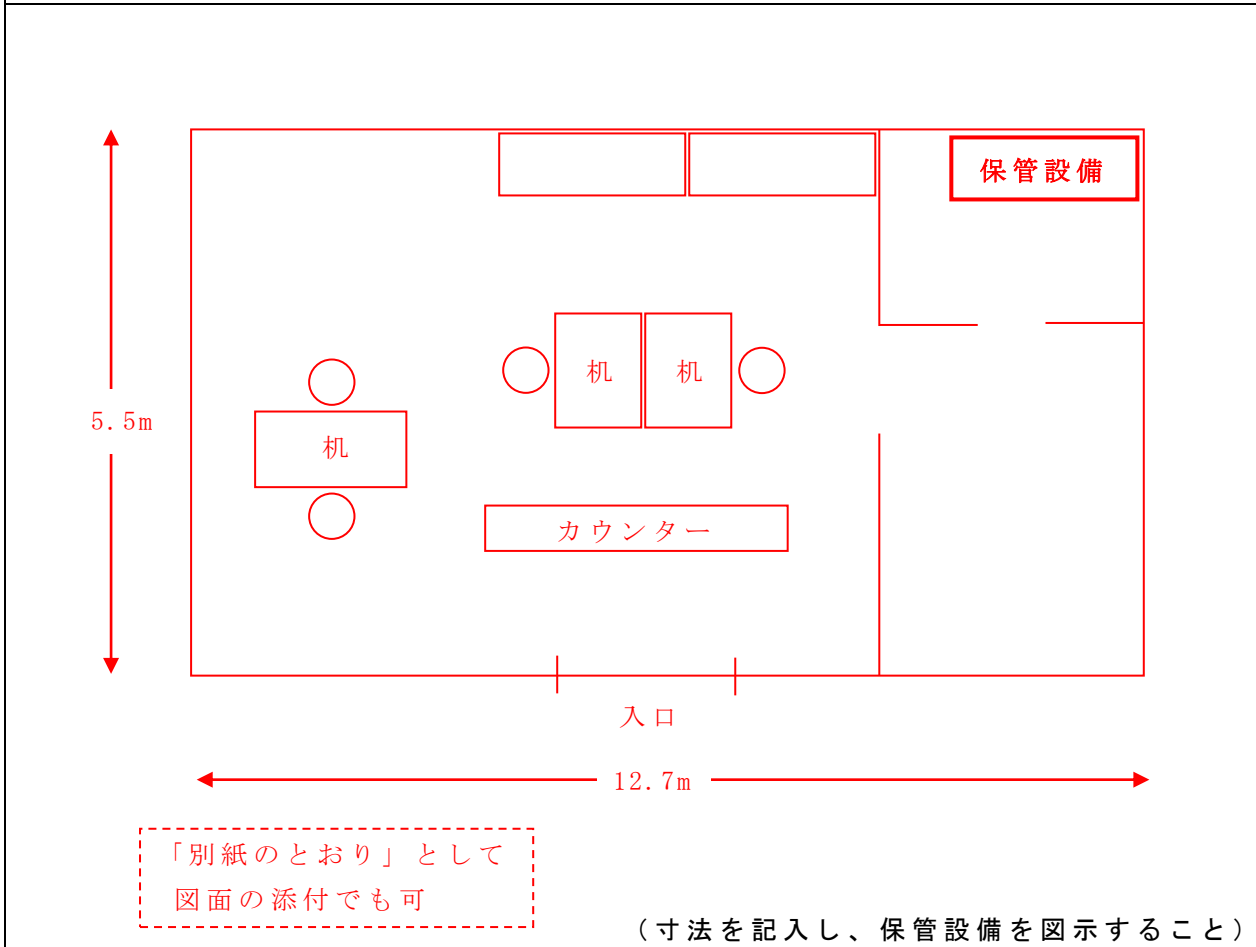 保管設備
机
机
机
5.5m
カウンター
入口
12.7m
「別紙のとおり」として
図面の添付でも可
(寸法を記入し、保管設備を図示すること)